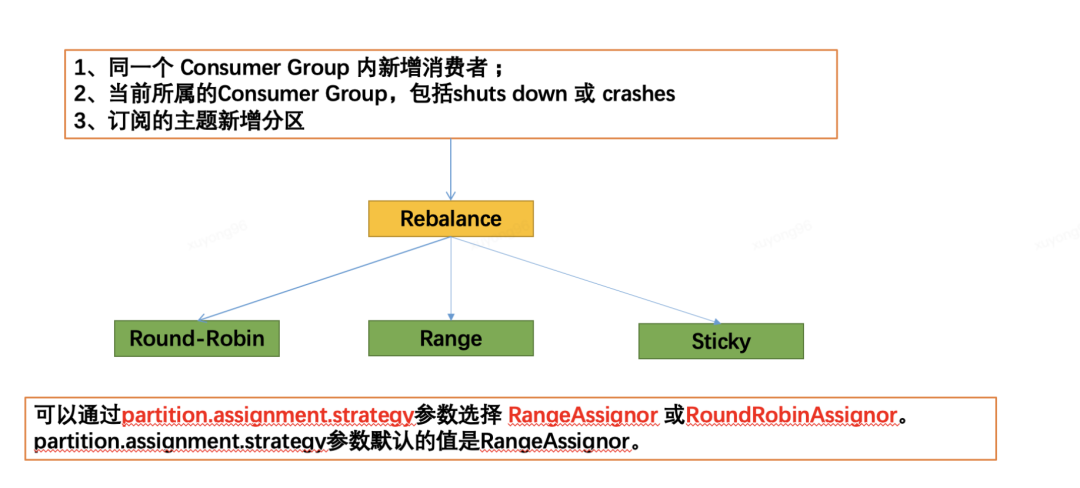 1、同一个 Consumer Group 内新增消费者；
2、当前所属的Consumer Group，包括shuts down 或 crashes
3、订阅的主题新增分区
Rebalance
xuyong96
xuyong96
Round-Robin
Range
Sticky
可以通过partition.assignment.strategy参数选择 RangeAssignor 或RoundRobinAssignor。
partition.assignment.strategy参数默认的值是RangeAssignor。